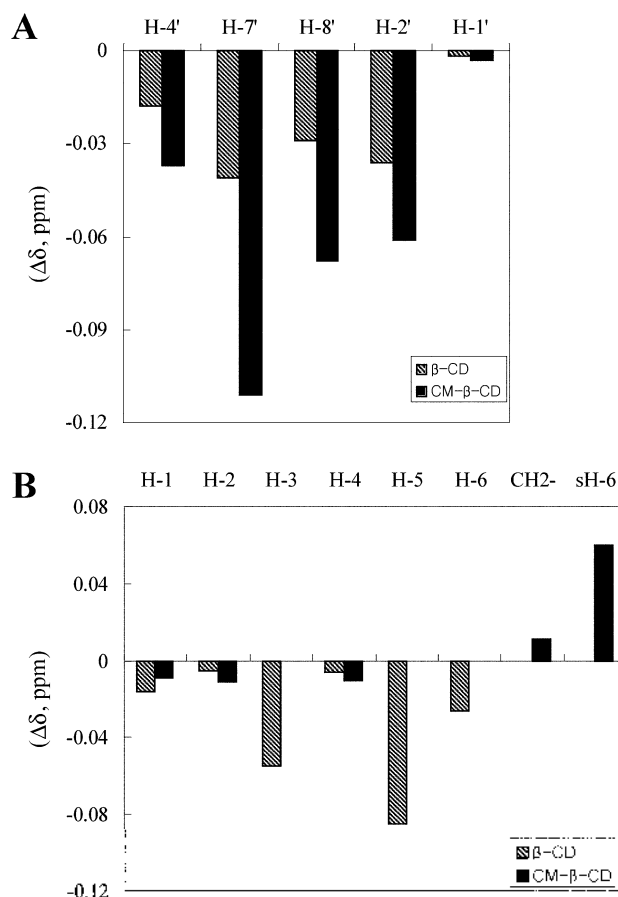 A
H-4' H-7' H-8' H-2' H-1'
0
-0.03
-0.06
-0.09
-0.12
(Δδ, ppm)
β-CD
CM-β-CD
B
H-1 H-2 H-3 H-4 H-5 H-6 CH2- sH-6
0.08
0.04
0
-0.04
-0.08
-0.12
(Δδ, ppm)
β-CD
CM-β-CD